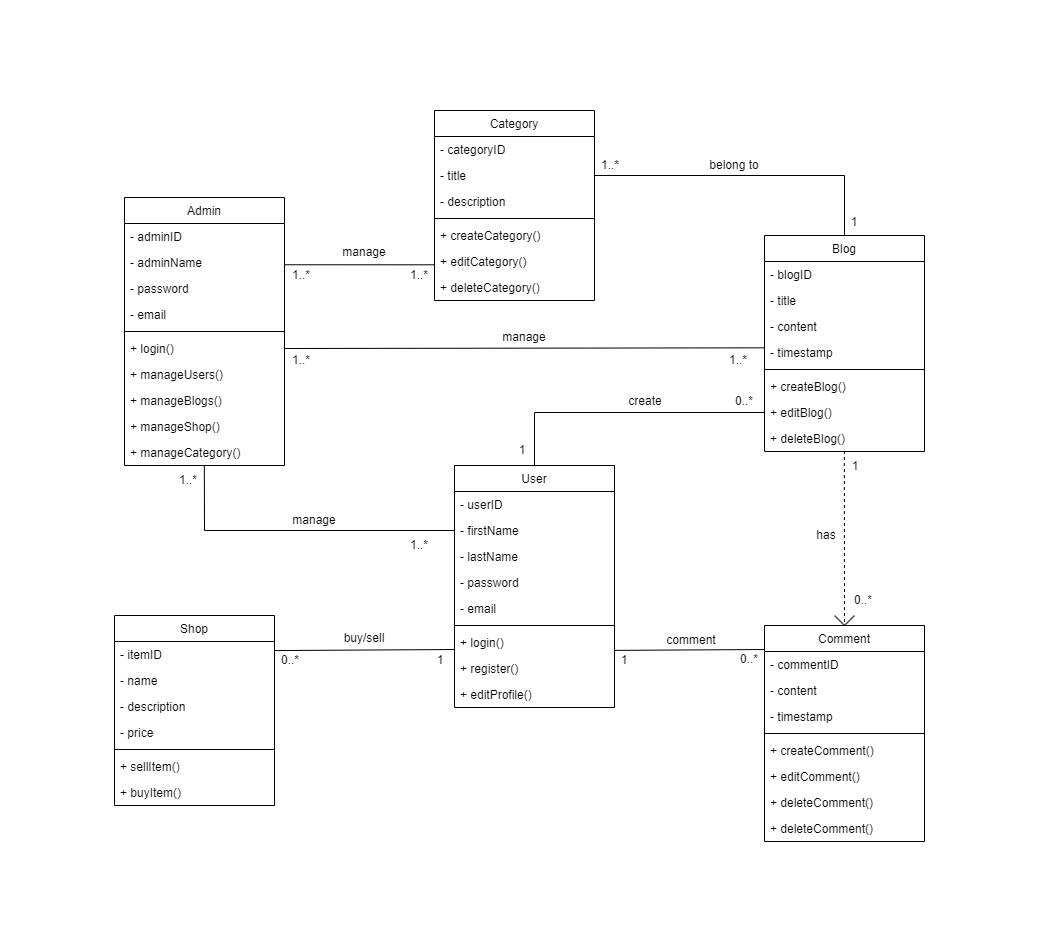 Category
- categoryID
- title
- description
+ createCategory()
+ editCategory()
+ deleteCategory()
1..*
belong to
1
Admin
- adminID
- adminName
- password
- email
+ login()
+ manageUsers()
+ manageBlogs()
+ manageShop()
+ manageCategory()
manage
1..*
1..*
Blog
- blogID
- title
- content
- timestamp
+ createBlog()
+ editBlog()
+ deleteBlog()
manage
1..*
1..*
create
0..*
1
1..*
manage
1..*
User
- userID
- firstName
- lastName
- password
- email
+ login()
+ register()
+ editProfile()
1
has
0..*
Shop
- itemID
- name
- description
- price
+ sellItem()
+ buyItem()
buy/sell
0..*
1
comment
1
0..*
Comment
- commentID
- content
- timestamp
+ createComment()
+ editComment()
+ deleteComment()
+ deleteComment()